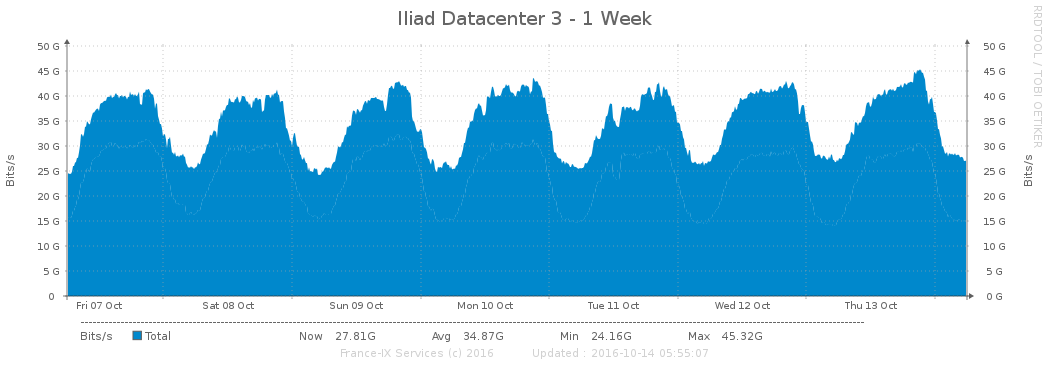 Iliad Datacenter 3 - 1 Week
RRDTOOL / TOBI OETIKER
Bits/s
50 G 50 G
45 G 45 G
40 G 40 G
35 G 35 G
30 G 30 G
25 G 25 G
20 G 20 G
15 G 15 G
10 G 10 G
5 G 5 G
0 0 G
Bits/s
Fri 07 Oct Sat 08 Oct Sun 09 Oct Mon 10 Oct Tue 11 Oct Wed 12 Oct Thu 13 Oct
Bits/s Total Now 27.81G Avg 34.87G Min 24.16G Max 45.32G
France-IX Services (c) 2016 Updated : 2016-10-14 05:55:07